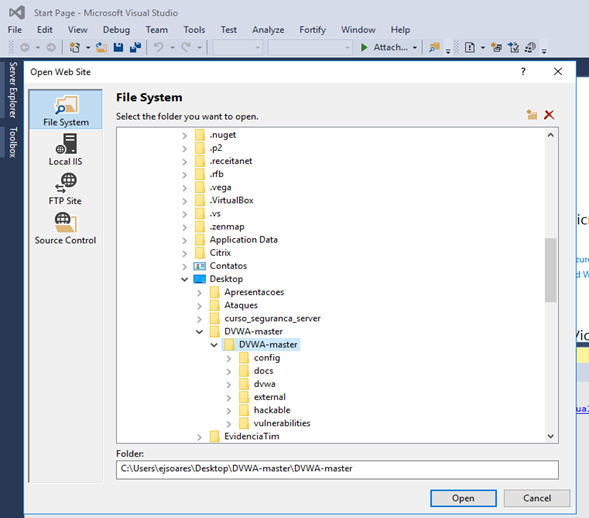 Start Page - Microsoft Visual Studio
File Edit View Debug Team Tools Test Analyze Fortify Window Help
Attach...
Server Explorer
Toolbox
Open Web Site
? 
File System
Local IIS
FTP Site
Source Control
File System
Select the folder you want to open.
.nuget
.p2
.receitanet
.rfb
.vega
.VirtualBox
.vs
.zenmap
Application Data
Citrix
Contatos
Desktop
Apresentacoes
Ataques
curso_seguranca_server
DVWA-master
DVWA-master
config
docs
dvwa
external
hackable
vulnerabilities
EvidenciaTim
Folder:
C:\Users\ejsoares\Desktop\DVWA-master\DVWA-master
Open Cancel